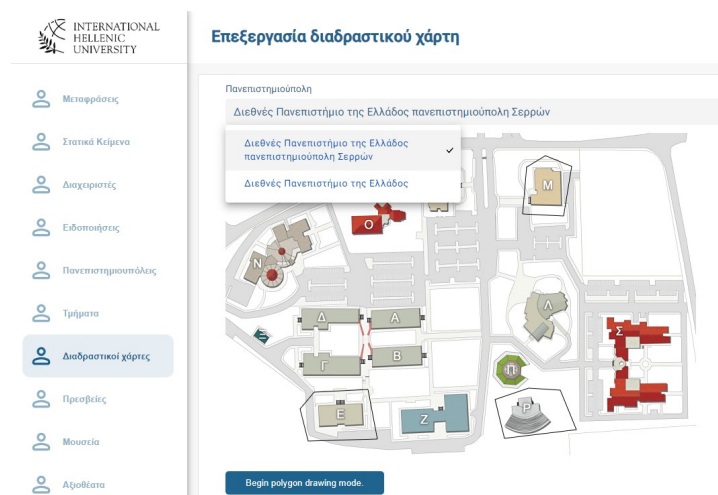 INTERNATIONAL
HELLENIC
UNIVERSITY
Επεξεργασία διαδραστικού χάρτη
Μεταφράσεις
Στατικά Κείμενα
Διαχειριστές
Ειδοποιήσεις
Πανεπιστημιουπόλεις
Τμήματα
Διαδραστικοί χάρτες
Πρεσβείες
Μουσεία
Αξιοθέατα
Πανεπιστημιούπολη
Διεθνές Πανεπιστήμιο της Ελλάδος πανεπιστημιούπολη Σερρών
Διεθνές Πανεπιστήμιο της Ελλάδος
πανεπιστημιούπολη Σερρών
Διεθνές Πανεπιστήμιο της Ελλάδος
Μ
Ο
Ν
Λ
Δ
Α
Σ
Β
Γ
Π
Ρ
Ε
Ζ
Begin polygon drawing mode.